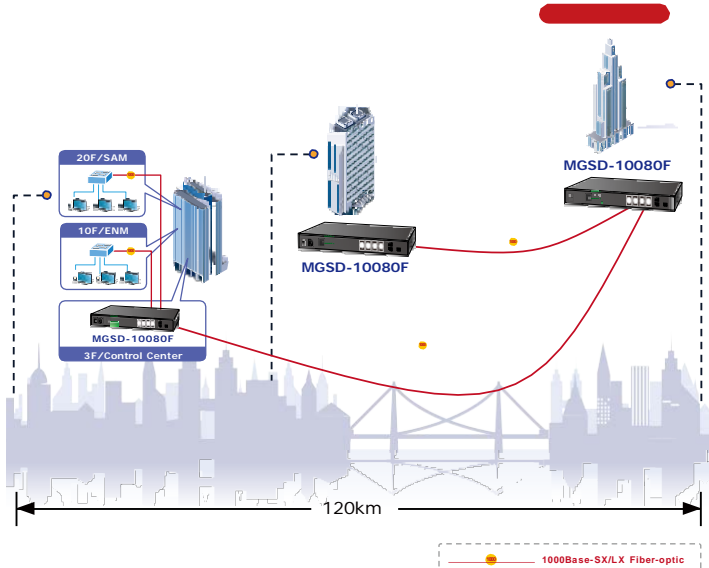 20F/SAM
10F/ENM
MGSD-10080F
3F/Control Center
MGSD-10080F
MGSD-10080F
120km
1000 1000Base-SX/LX Fiber-optic